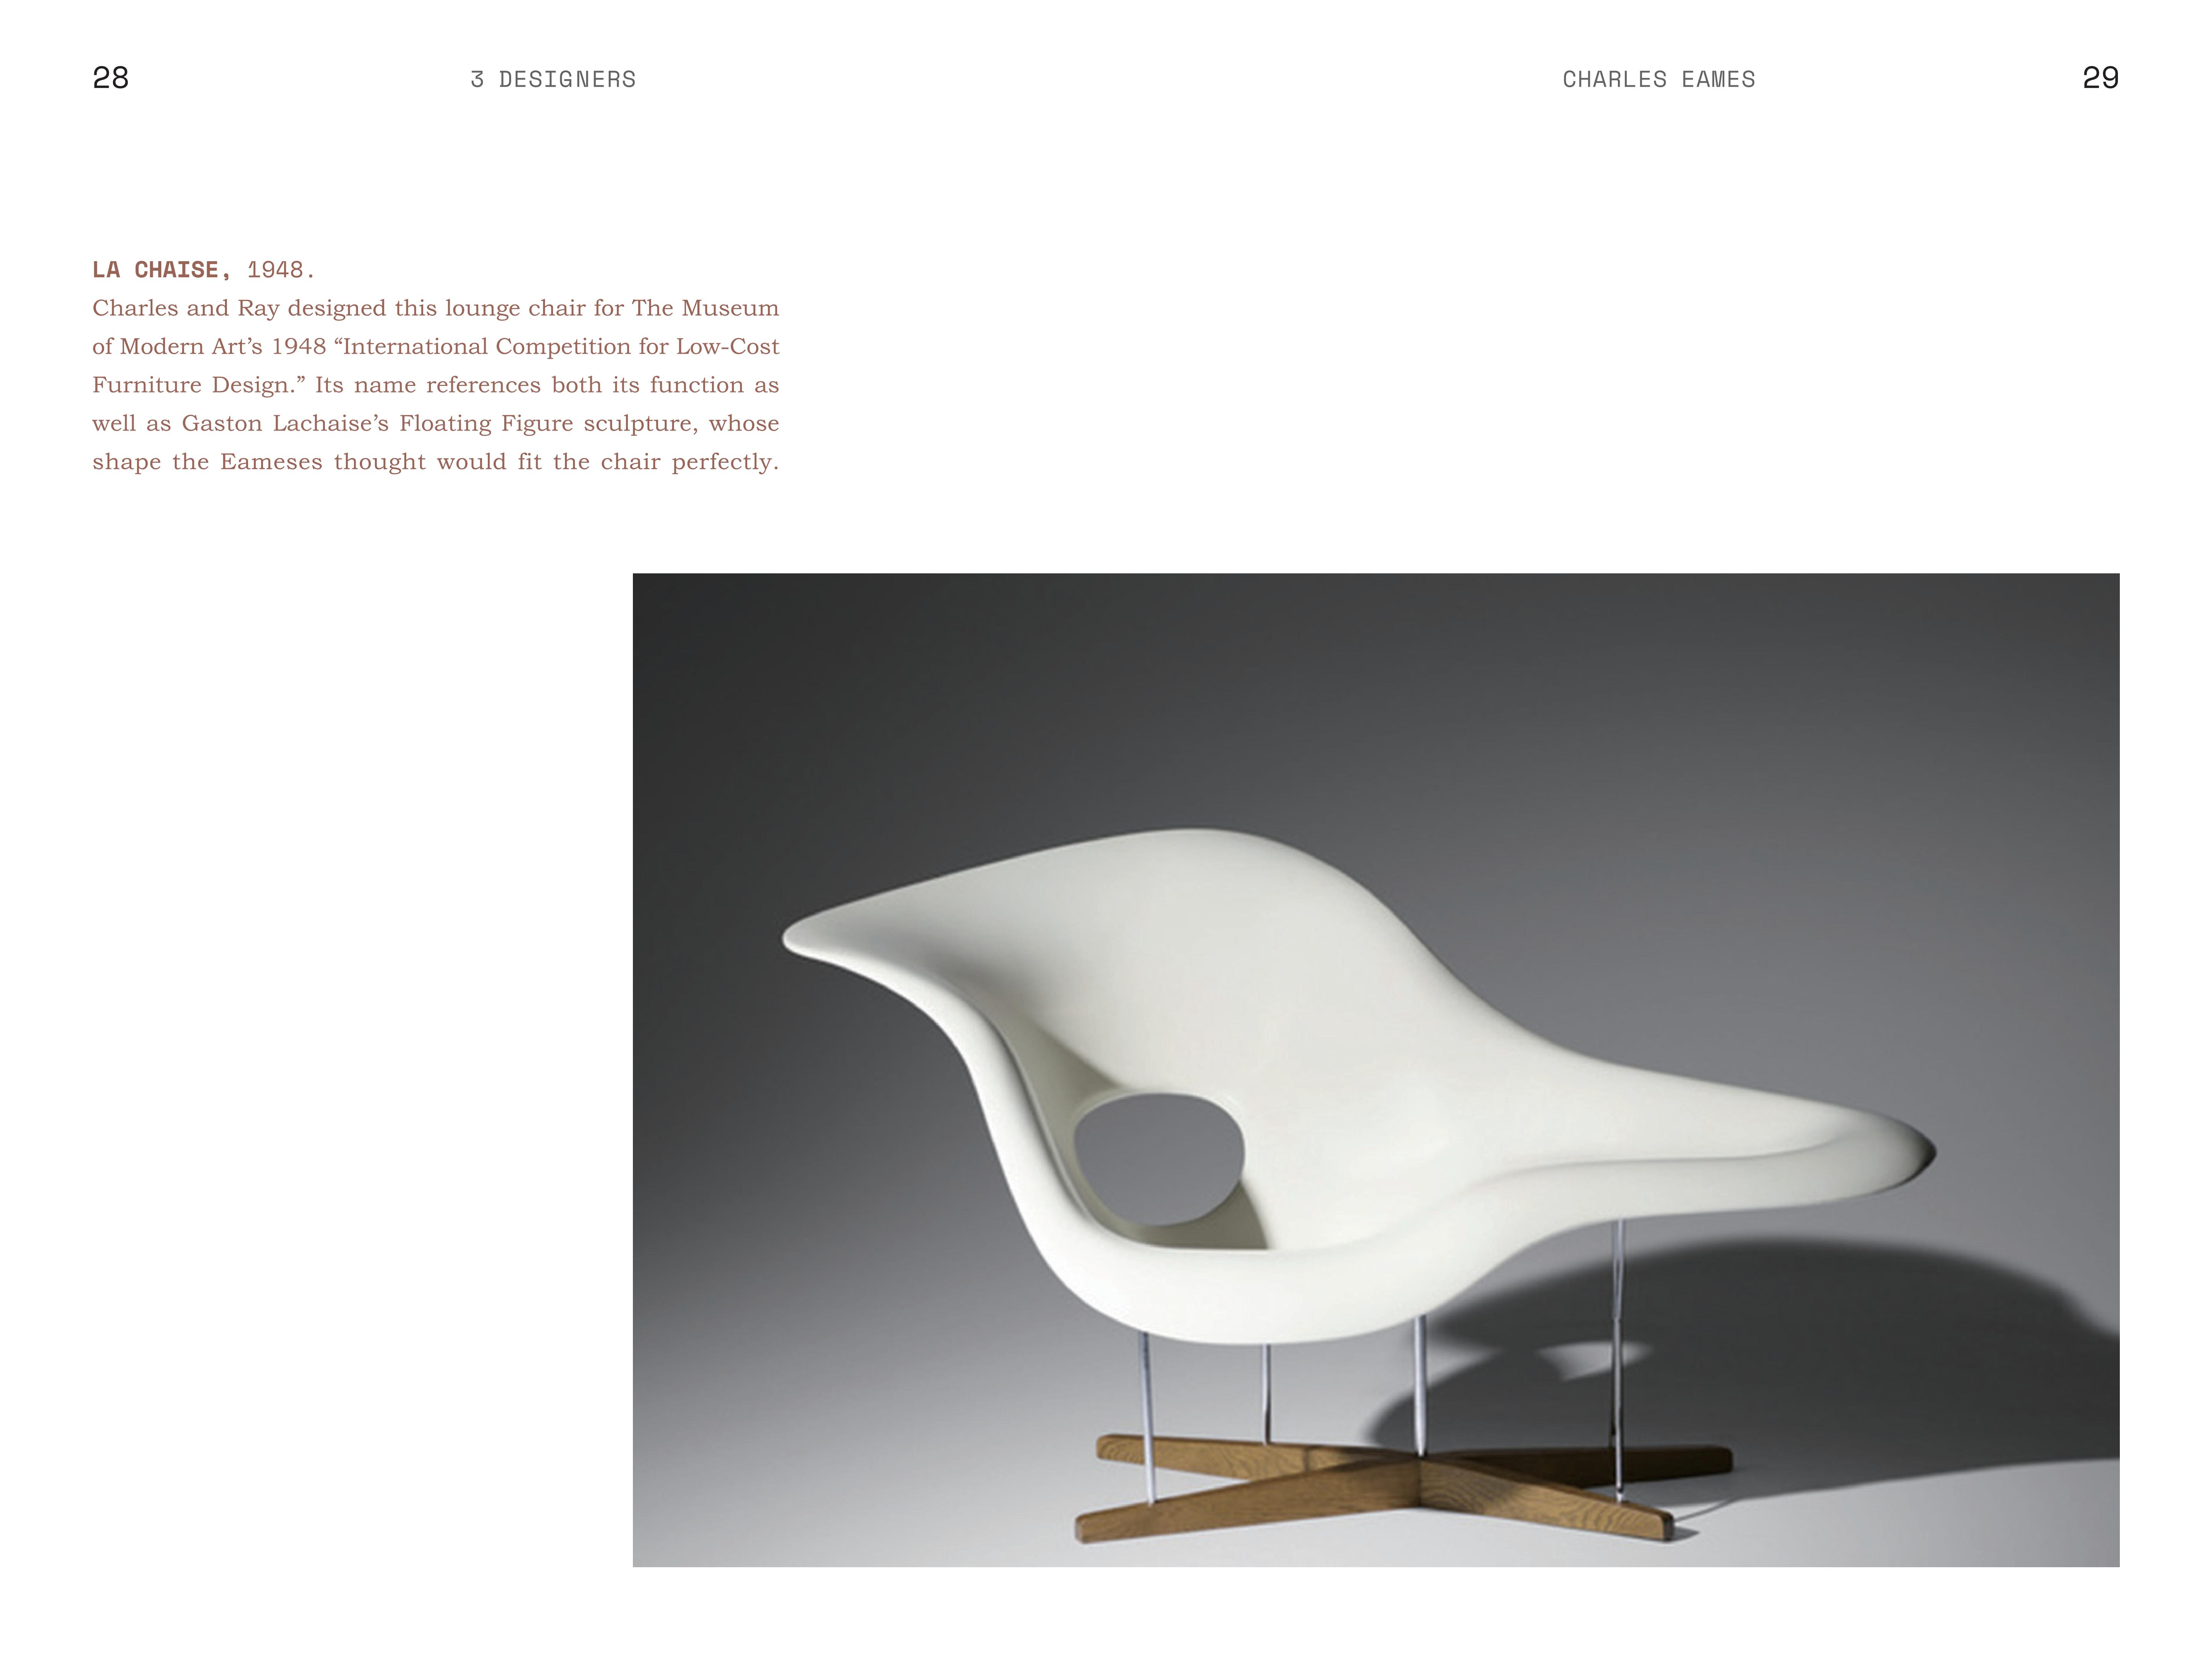 28
3 DESIGNERS
CHARLES EAMES
29
LA CHAISE, 1948.
Charles and Ray designed this lounge chair for The Museum
of Modern Art’s 1948 “International Competition for Low-Cost
Furniture Design.” Its name references both its function as
well as Gaston Lachaise’s Floating Figure sculpture, whose
shape the Eameses thought would fit the chair perfectly.